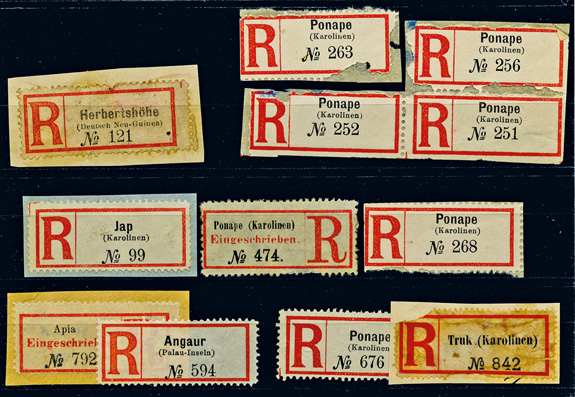 R
Ponape
(Karolinen)
№ 263
R
Ponape
(Karolinen)
№ 256
R
Herbertshöhe
(Deutsch Neu-Guinea)
№ 121
R
Ponape
(Karolinen)
№ 252
R
Ponape
(Karolinen)
№ 251
R
Jap
(Karolinen)
№ 99
Ponape (Karolinen)
Eingeschrieben.
№ 474.
R
R
Ponape
(Karolinen)
№ 268
Apia
Eingeschrie
№ 792
R
Angaur
(Palau-Inseln)
№ 594
R
Ponape
(Karolinen)
№ 676
R
Truk (Karolinen)
№ 842